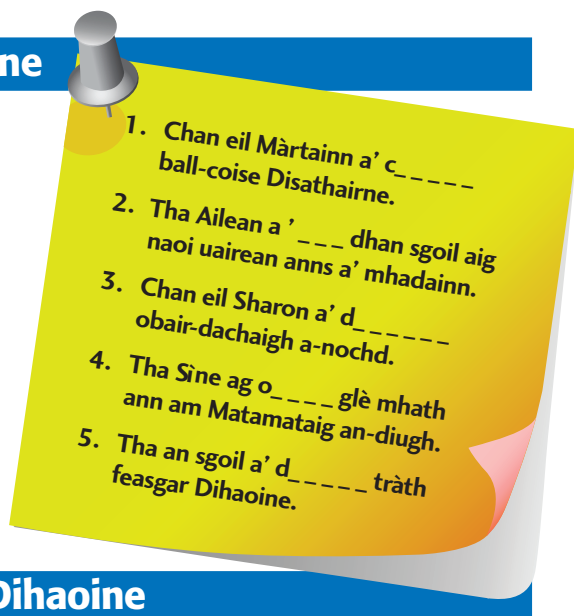 ne
1. Chan eil Màrtainn a’ c_ _ _ _ _
ball-coise Disathairne.
2. Tha Ailean a ’ _ _ _ dhan sgoil aig
naoi uairean anns a’ mhadainn.
3. Chan eil Sharon a’ d_ _ _ _ _ _
obair-dachaigh a-nochd.
4. Tha Sìne ag o_ _ _ _ glè mhath
ann am Matamataig an-diugh.
5. Tha an sgoil a’ d_ _ _ _ _ tràth
feasgar Dihaoine.
Dihaoine